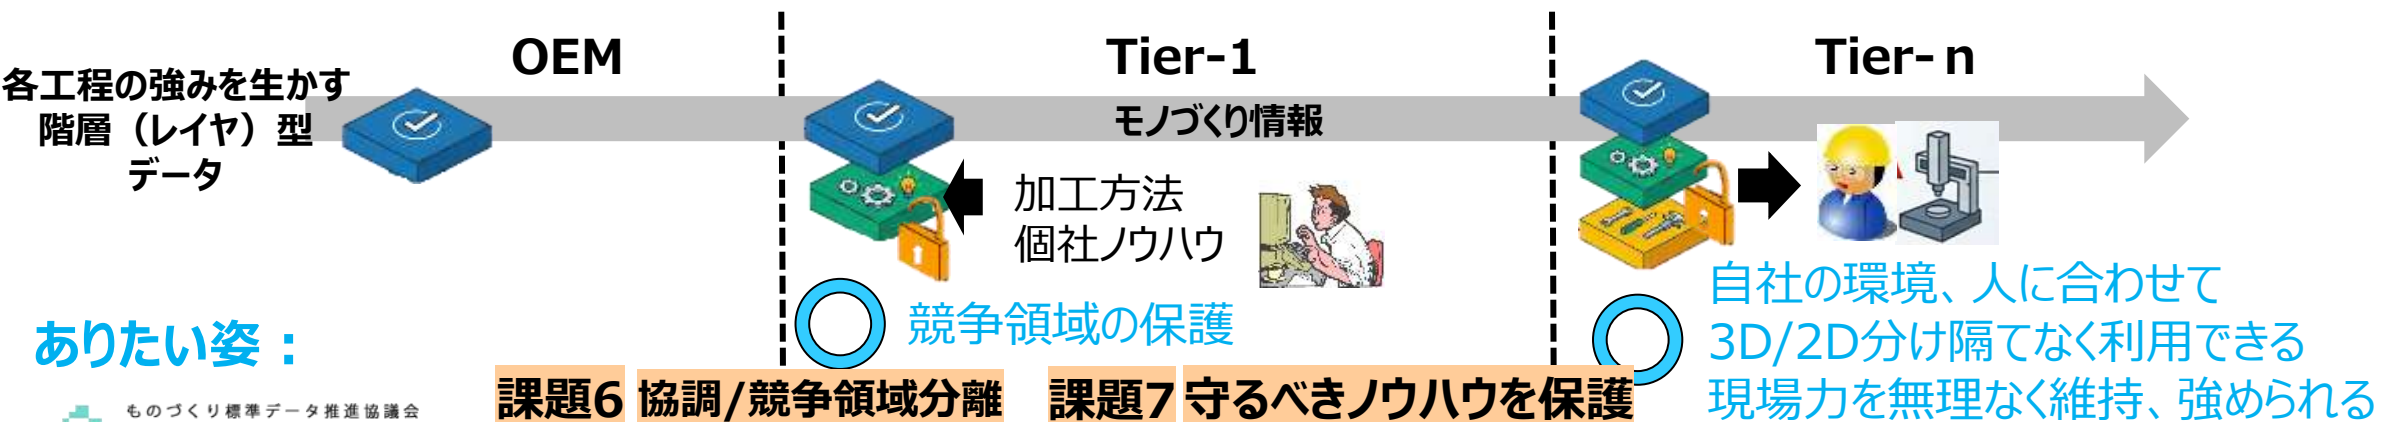 OEM
Tier-1
Tier- n
各工程の強みを生かす
階層（レイヤ）型
データ
モノづくり情報
加工方法
個社ノウハウ
競争領域の保護
自社の環境、人に合わせて
3D/2D分け隔てなく利用できる
現場力を無理なく維持、強められる
ありたい姿：
課題6 協調/競争領域分離
課題7 守るべきノウハウを保護
ものづくり標準データ推進協議会